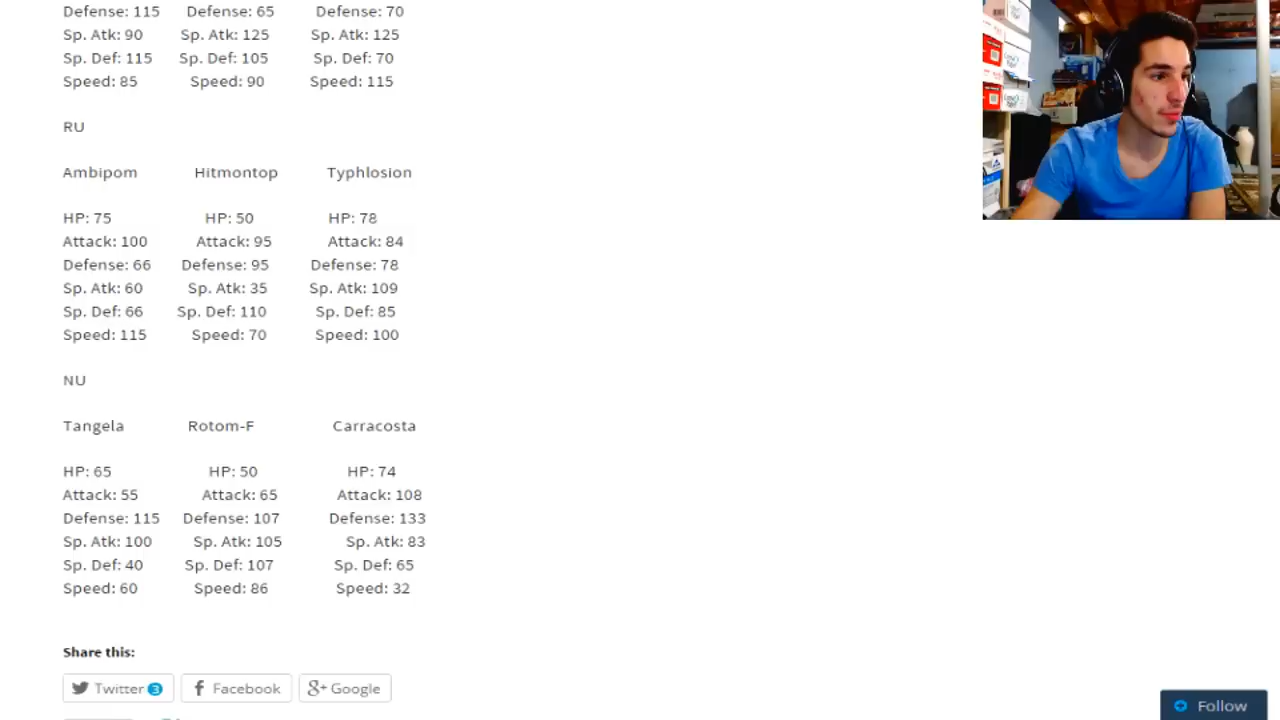 Defense: 115 Defense: 65 Defense: 70
Sp. Atk: 90 Sp. Atk: 125 Sp. Atk: 125
Sp. Def: 115 Sp. Def: 105 Sp. Def: 70
Speed: 85 Speed: 90 Speed: 115
RU
Ambipom Hitmontop Typhlosion
HP: 75 HP: 50 HP: 78
Attack: 100 Attack: 95 Attack: 84
Defense: 66 Defense: 95 Defense: 78
Sp. Atk: 60 Sp. Atk: 35 Sp. Atk: 109
Sp. Def: 66 Sp. Def: 110 Sp. Def: 85
Speed: 115 Speed: 70 Speed: 100
NU
Tangela Rotom-F Carracosta
HP: 65 HP: 50 HP: 74
Attack: 55 Attack: 65 Attack: 108
Defense: 115 Defense: 107 Defense: 133
Sp. Atk: 100 Sp. Atk: 105 Sp. Atk: 83
Sp. Def: 40 Sp. Def: 107 Sp. Def: 65
Speed: 60 Speed: 86 Speed: 32
Share this:
Twitter 3 Facebook g+ Google
Follow